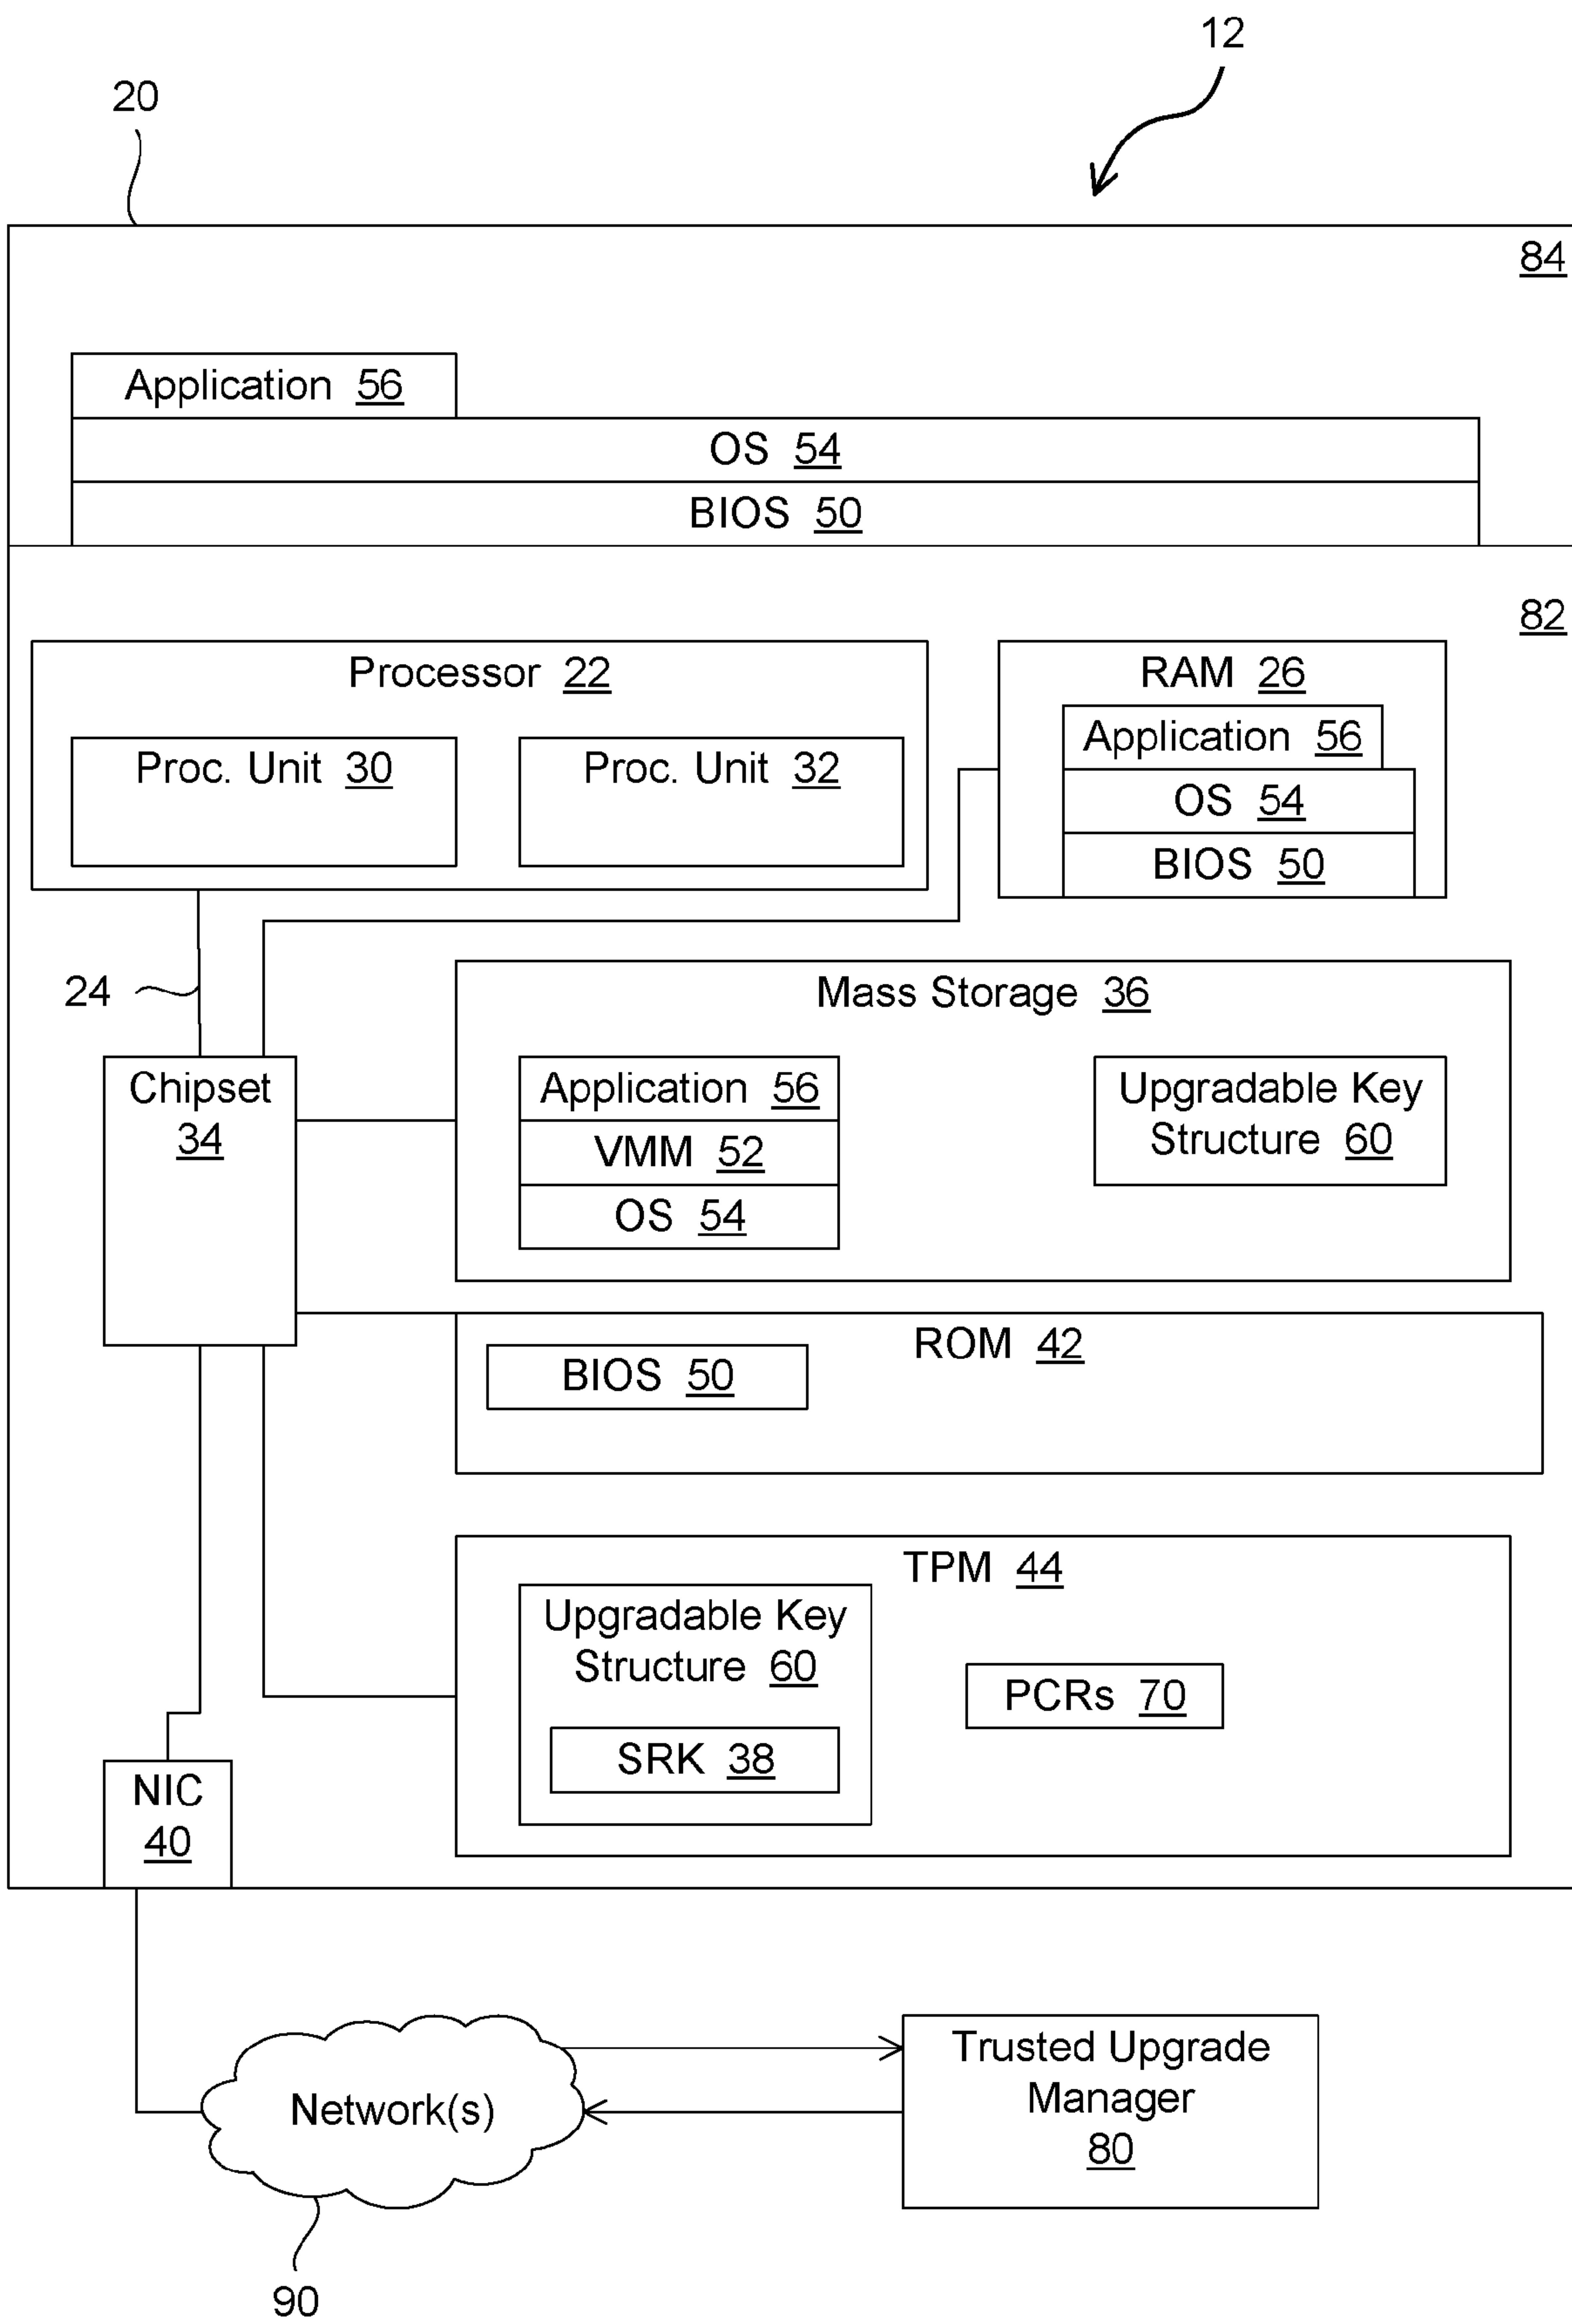 12
20
84
Application 56
OS 54
BIOS 50
82
Processor 22
Proc. Unit 30
Proc. Unit 32
RAM 26
Application 56
OS 54
BIOS 50
24
Mass Storage 36
Application 56
VMM 52
OS 54
Upgradable Key
Structure 60
Chipset
34
ROM 42
BIOS 50
TPM 44
Upgradable Key
Structure 60
SRK 38
PCRs 70
NIC
40
Network(s)
Trusted Upgrade
Manager
80
90